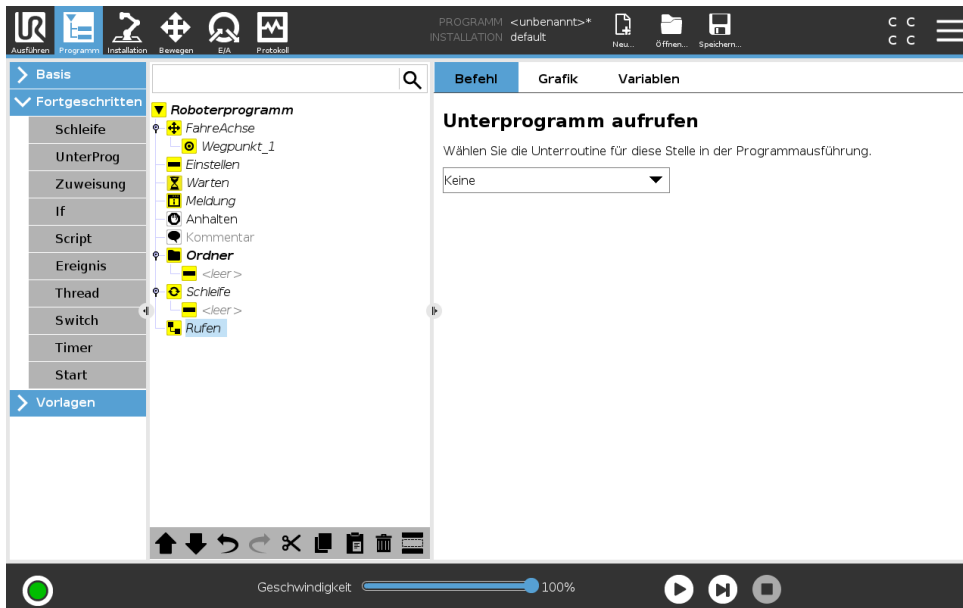 UR
PROGRAMM <unbenannt>*
INSTALLATION default
Ausführen Programm Installation Bewegen E/A Protokoll Neu... Öffnen... Speichern...
C C
C C
Basis
Fortgeschritten
Schleife
UnterProg
Zuweisung
If
Script
Ereignis
Thread
Switch
Timer
Start
Vorlagen
Roboterprogramm
FahreAchse
Wegpunkt_1
Einstellen
Warten
Meldung
Anhalten
Kommentar
Ordner
<leer>
Schleife
<leer>
Rufen
Befehl Grafik Variablen
Unterprogramm aufrufen
Wählen Sie die Unterroutine für diese Stelle in der Programmausführung.
Keine
Geschwindigkeit 100%